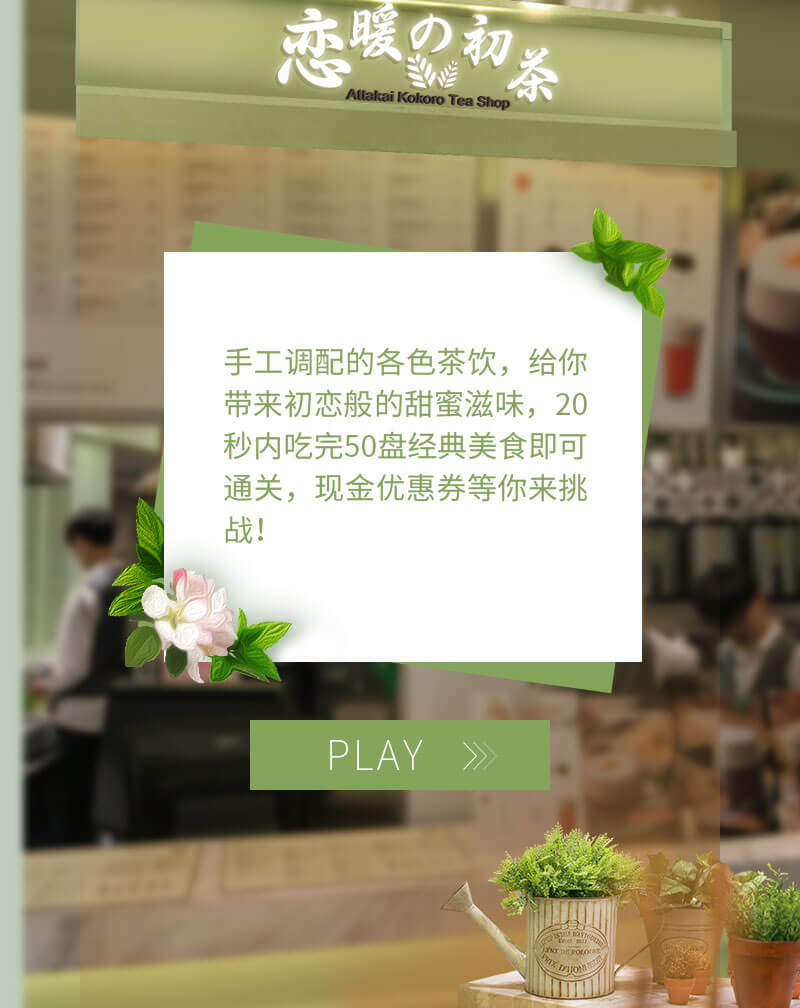 恋暖の初茶
Attakai Kokoro Tea Shop
手工调配的各色茶饮，给你
带来初恋般的甜蜜滋味，20
秒内吃完50盘经典美食即可
通关，现金优惠券等你来挑
战！
PLAY